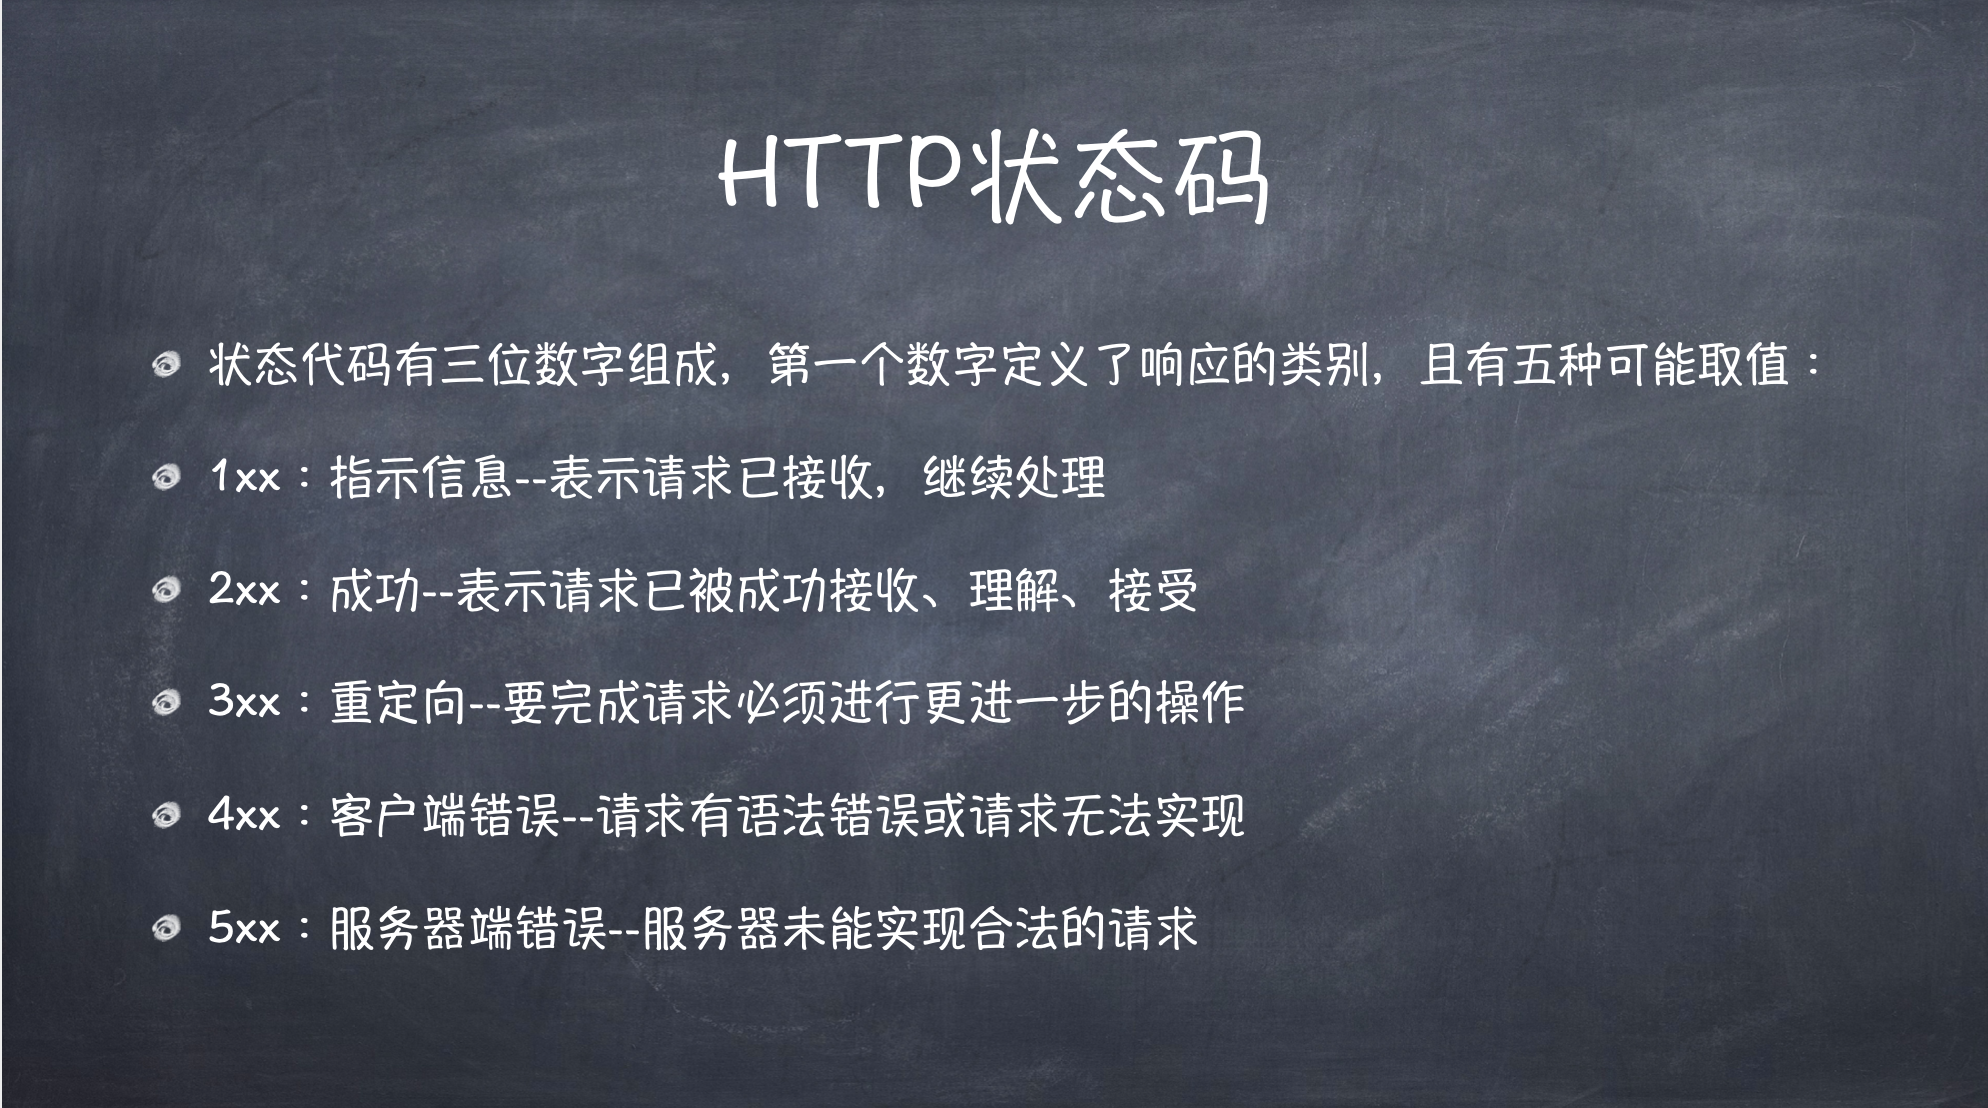 HTTP状态码
状态代码有三位数字组成，第一个数字定义了响应的类别，且有五种可能取值：
1xx：指示信息--表示请求已接收，继续处理
2xx：成功--表示请求已被成功接收、理解、接受
3xx：重定向--要完成请求必须进行更进一步的操作
4xx：客户端错误--请求有语法错误或请求无法实现
5xx：服务器端错误--服务器未能实现合法的请求